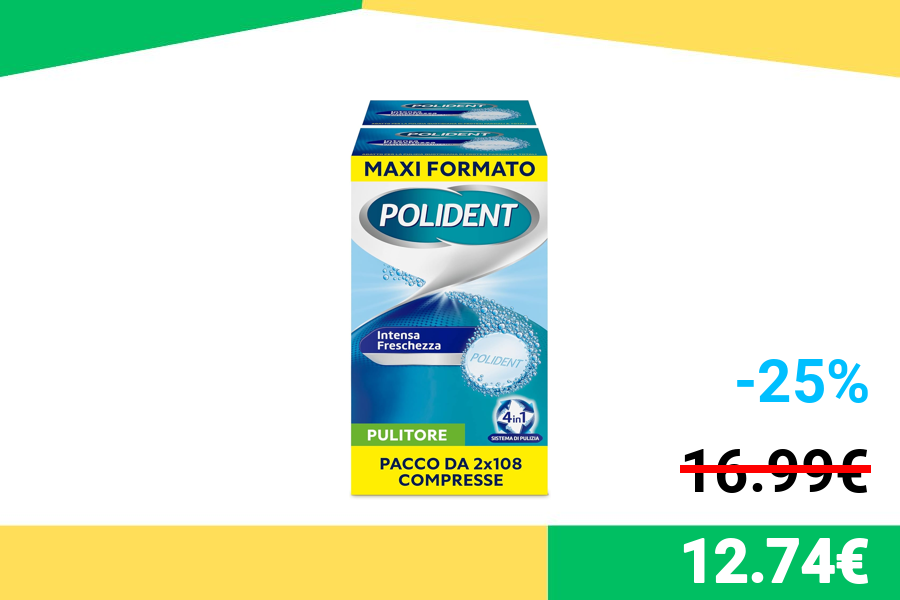 POLIDENT
POLIDENT
MAXI FORMATO
POLIDENT
Intensa
Freschezza
POLIDENT
4in1
SISTEMA DI PULIZIA
PULITORE
PACCO DA 2x108
COMPRESSE
-25%
16.99€
12.74€